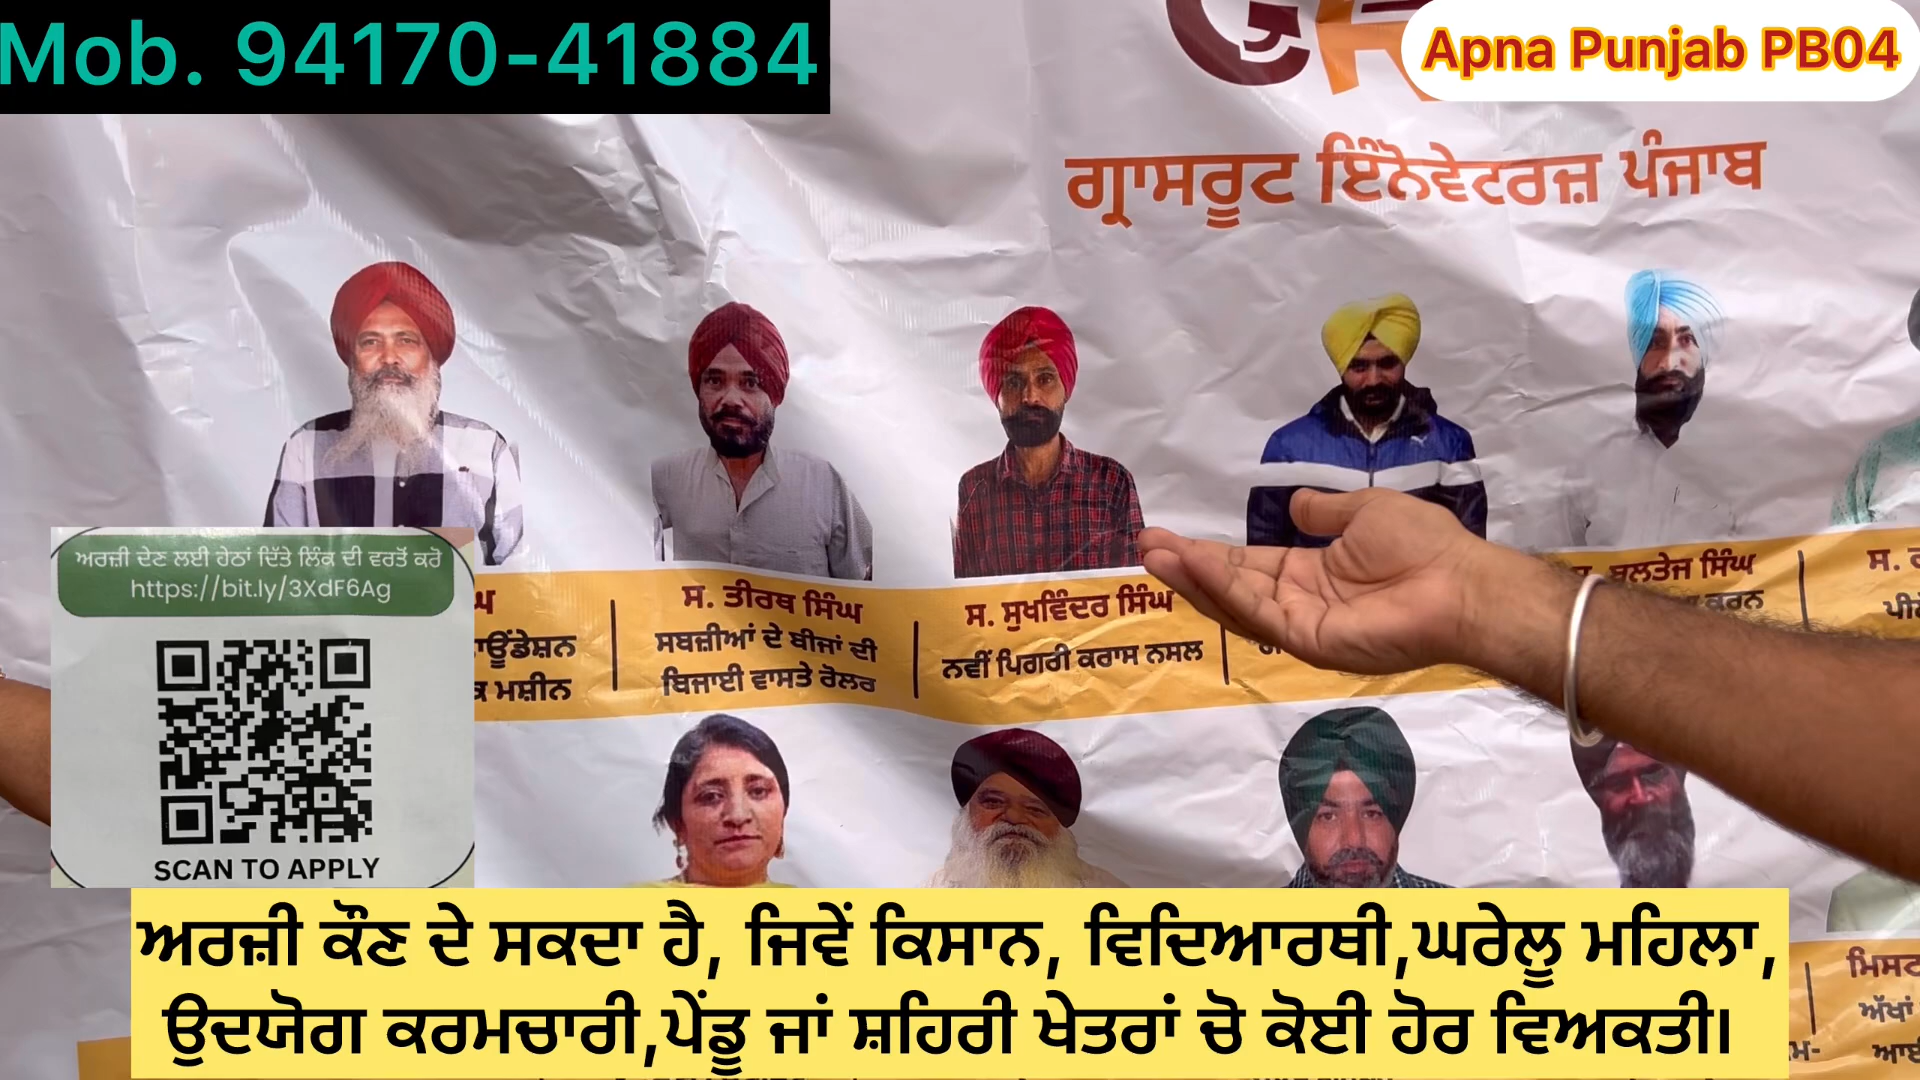 Mob. 94170-41884
Apna Punjab PB04
ਗ੍ਰਾਸਰੂਟ ਇੰਨੋਵੇਟਰਜ਼ ਪੰਜਾਬ
ਅਰਜ਼ੀ ਦੇਣ ਲਈ ਹੇਠਾਂ ਦਿੱਤੇ ਲਿੰਕ ਦੀ ਵਰਤੋਂ ਕਰੋ
https://bit.ly/3XdF6Ag
SCAN TO APPLY
ਮਸ਼ੀਨ
ਸ. ਤੀਰਥ ਸਿੰਘ
ਸਬਜ਼ੀਆਂ ਦੇ ਬੀਜਾਂ ਦੀ
ਬਿਜਾਈ ਵਾਸਤੇ ਰੋਲਰ
ਸ. ਸੁਖਵਿੰਦਰ ਸਿੰਘ
ਨਵੀਂ ਪਿਗਰੀ ਕਰਾਸ ਨਸਲ
ਬਲਤੇਜ ਸਿੰਘ
ਕਰਨ
ਸ.
ਅਰਜ਼ੀ ਕੌਣ ਦੇ ਸਕਦਾ ਹੈ, ਜਿਵੇਂ ਕਿਸਾਨ, ਵਿਦਿਆਰਥੀ,ਘਰੇਲੂ ਮਹਿਲਾ,
ਉਦਯੋਗ ਕਰਮਚਾਰੀ,ਪੇਂਡੂ ਜਾਂ ਸ਼ਹਿਰੀ ਖੇਤਰਾਂ ਚੋ ਕੋਈ ਹੋਰ ਵਿਅਕਤੀ।
ਅੱਖਾਂ